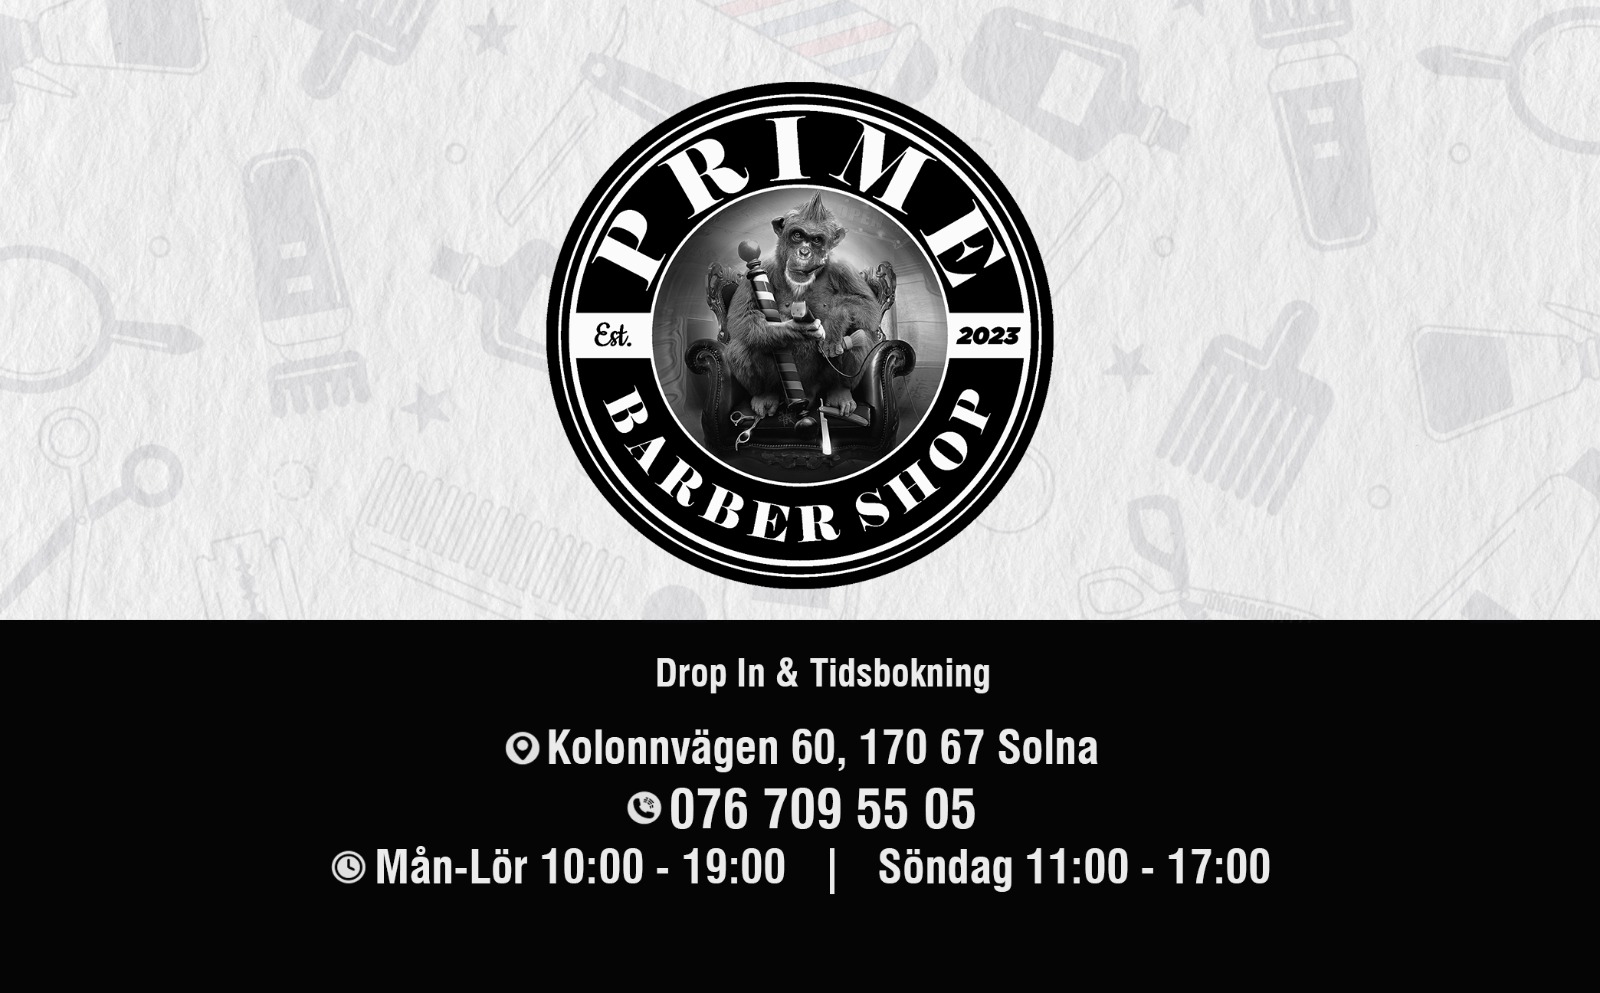 PRIME
Est. 2023
BARBER SHOP
Drop In & Tidsbokning
Kolonnvägen 60, 170 67 Solna
076 709 55 05
Mån-Lör 10:00 - 19:00 | Söndag 11:00 - 17:00